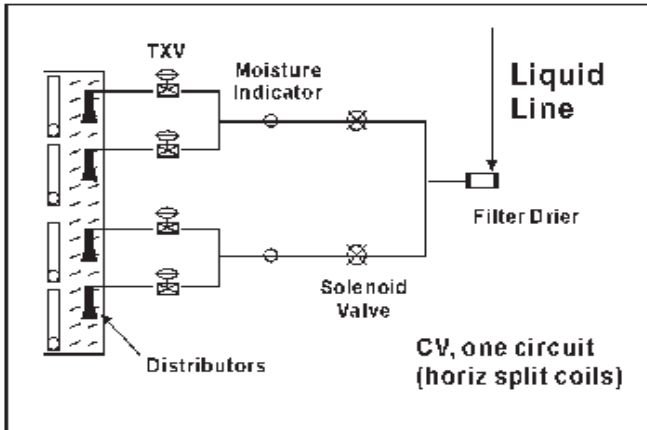 TXV
Moisture
Indicator
Liquid
Line
Filter Drier
Solenoid
Valve
Distributors
CV, one circuit
(horiz split coils)